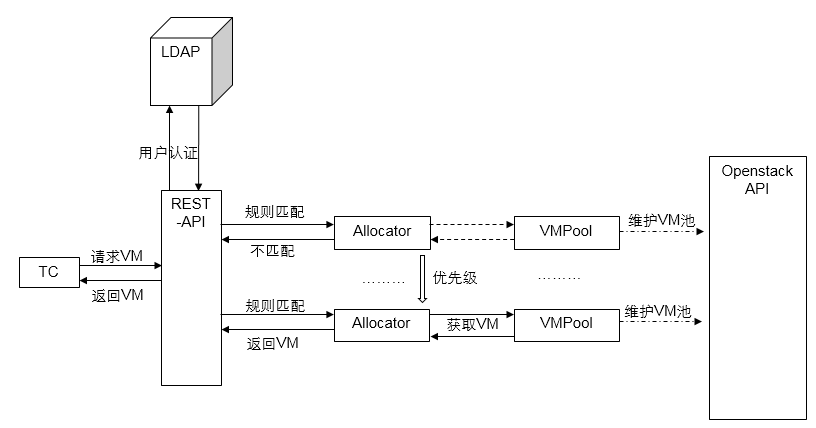 LDAP
用户认证
REST
-API
Openstack
API
规则匹配
Allocator
VMPool
维护VM池
不匹配
TC
请求VM
返回VM
………
优先级
………
规则匹配
Allocator
获取VM
VMPool
维护VM池
返回VM